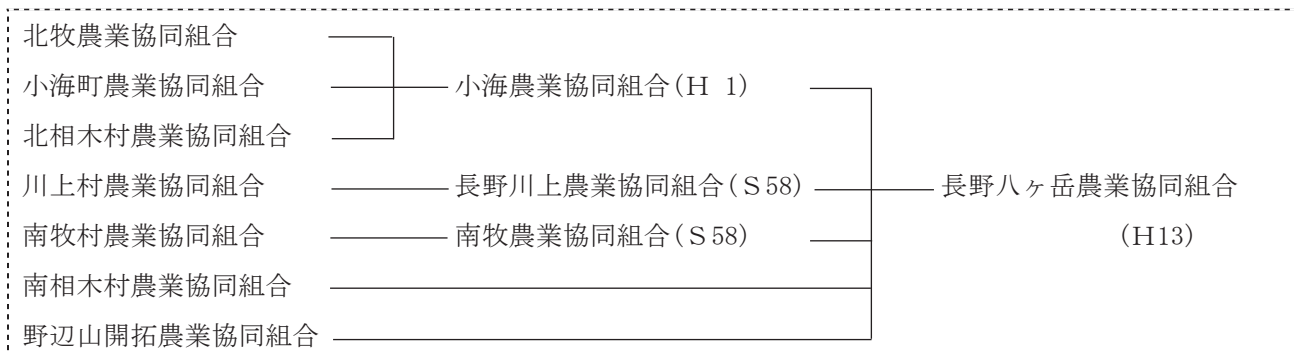 北牧農業協同組合
小海町農業協同組合 小海農業協同組合(H 1)
北相木村農業協同組合
川上村農業協同組合 長野川上農業協同組合(S58) 長野八ヶ岳農業協同組合
南牧村農業協同組合 南牧農業協同組合(S58) (H13)
南相木村農業協同組合
野辺山開拓農業協同組合